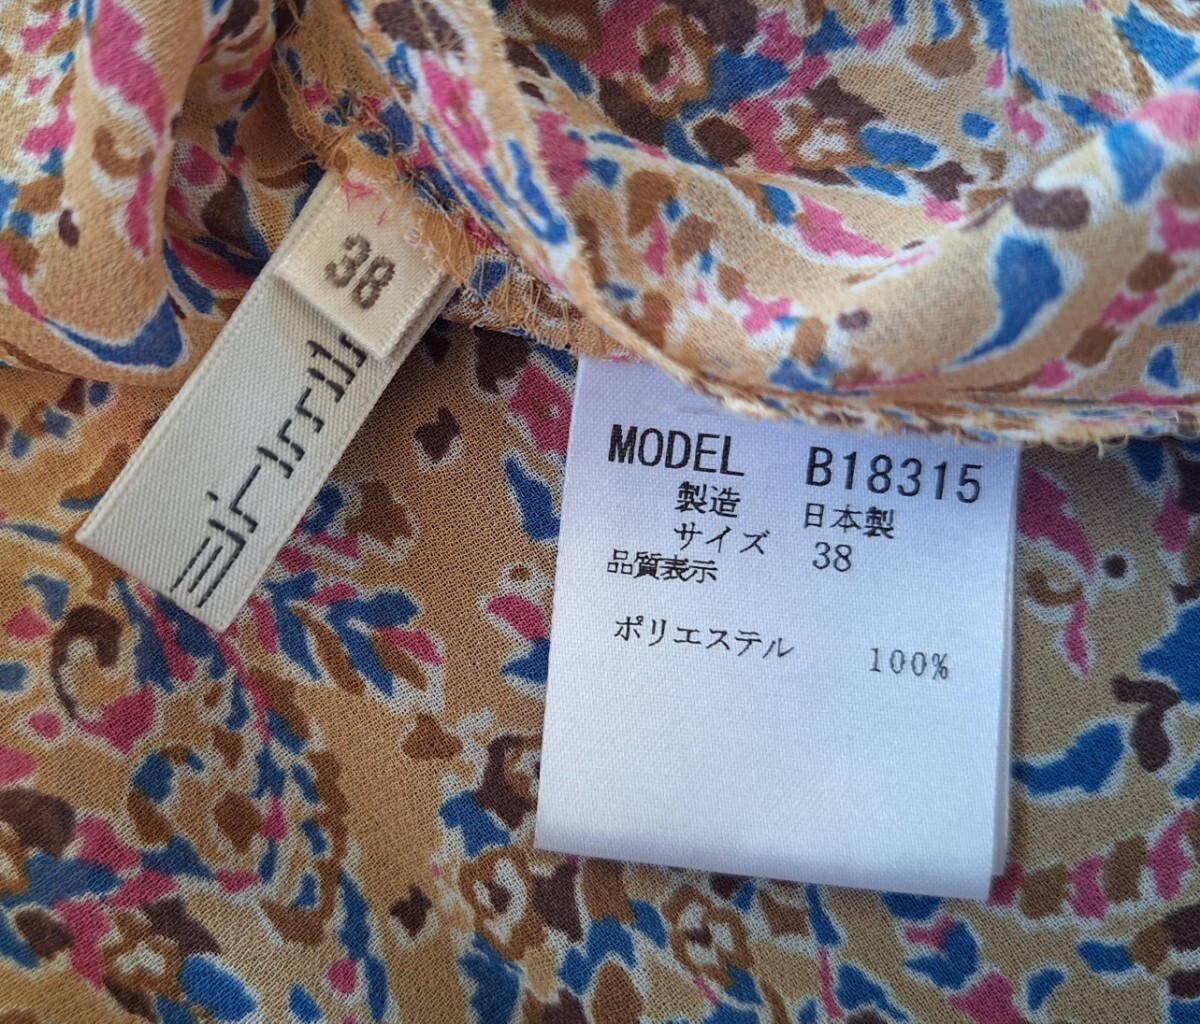 38
MODEL B18315
製造 日本製
サイズ 38
品質表示
ポリエステル 100%